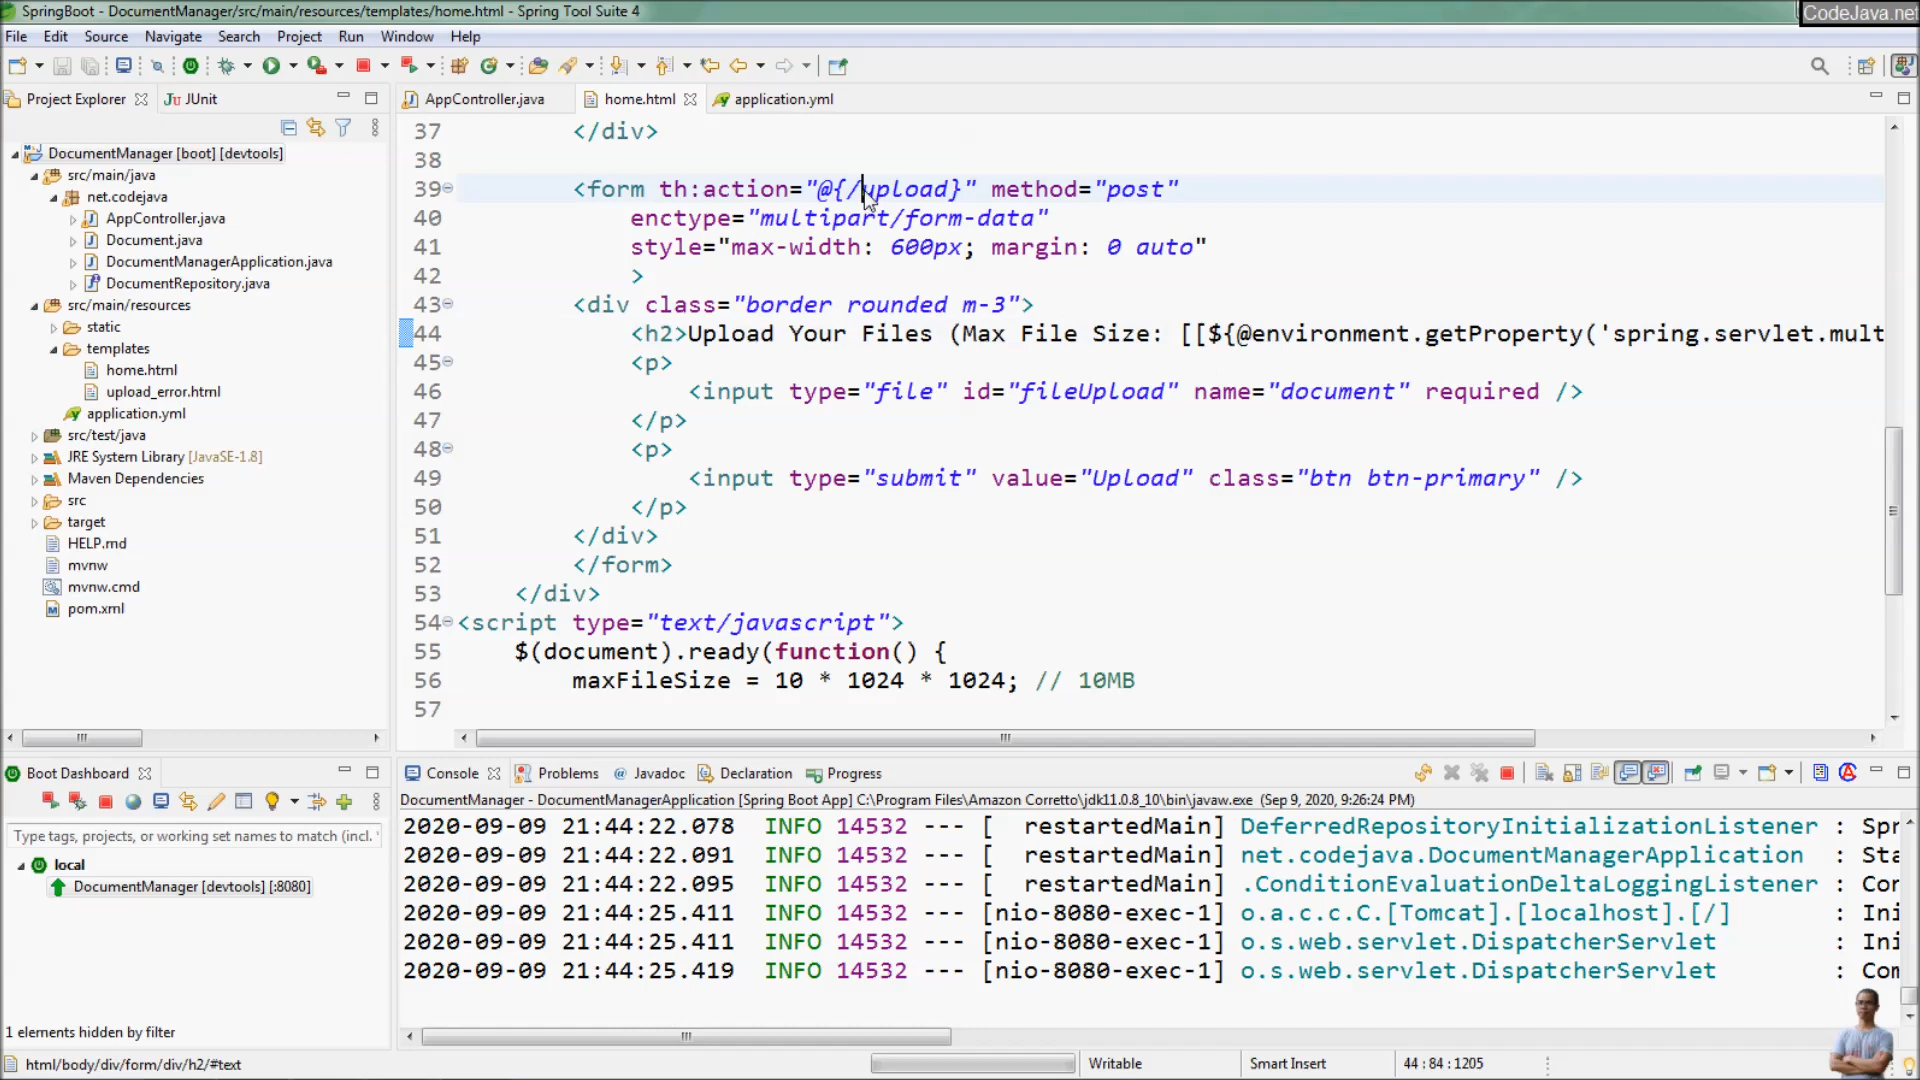 SpringBoot - DocumentManager/src/main/resources/templates/home.html - Spring Tool Suite 4
CodeJava.net
File Edit Source Navigate Search Project Run Window Help
Project Explorer
JUnit
AppController.java
home.html
application.yml
DocumentManager [boot] [devtools]
src/main/java
net.codejava
AppController.java
Document.java
DocumentManagerApplication.java
DocumentRepository.java
src/main/resources
static
templates
home.html
upload_error.html
application.yml
src/test/java
JRE System Library [JavaSE-1.8]
Maven Dependencies
src
target
HELP.md
mvnw
mvnw.cmd
pom.xml
37 </div>
38
39 <form th:action="@{/upload}" method="post"
40 enctype="multipart/form-data"
41 style="max-width: 600px; margin: 0 auto"
42 >
43 <div class="border rounded m-3">
44 <h2>Upload Your Files (Max File Size: [[${@environment.getProperty('spring.servlet.mult
45 <p>
46 <input type="file" id="fileUpload" name="document" required />
47 </p>
48 <p>
49 <input type="submit" value="Upload" class="btn btn-primary" />
50 </p>
51 </div>
52 </form>
53 </div>
54 <script type="text/javascript">
55 $(document).ready(function() {
56 maxFileSize = 10 * 1024 * 1024; // 10MB
57
Boot Dashboard
Type tags, projects, or working set names to match (incl. *
local
DocumentManager [devtools] [:8080]
1 elements hidden by filter
Console Problems @ Javadoc Declaration Progress
DocumentManager - DocumentManagerApplication [Spring Boot App] C:\Program Files\Amazon Corretto\jdk11.0.8_10\bin\javaw.exe (Sep 9, 2020, 9:26:24 PM)
2020-09-09 21:44:22.078 INFO 14532 --- [ restartedMain] DeferredRepositoryInitializationListener : Spr
2020-09-09 21:44:22.091 INFO 14532 --- [ restartedMain] net.codejava.DocumentManagerApplication : Sta
2020-09-09 21:44:22.095 INFO 14532 --- [ restartedMain] .ConditionEvaluationDeltaLoggingListener : Con
2020-09-09 21:44:25.411 INFO 14532 --- [nio-8080-exec-1] o.a.c.c.C.[Tomcat].[localhost].[/] : Ini
2020-09-09 21:44:25.411 INFO 14532 --- [nio-8080-exec-1] o.s.web.servlet.DispatcherServlet : Ini
2020-09-09 21:44:25.419 INFO 14532 --- [nio-8080-exec-1] o.s.web.servlet.DispatcherServlet : Com
html/body/div/form/div/h2/#text
Writable
Smart Insert
44 : 84 : 1205